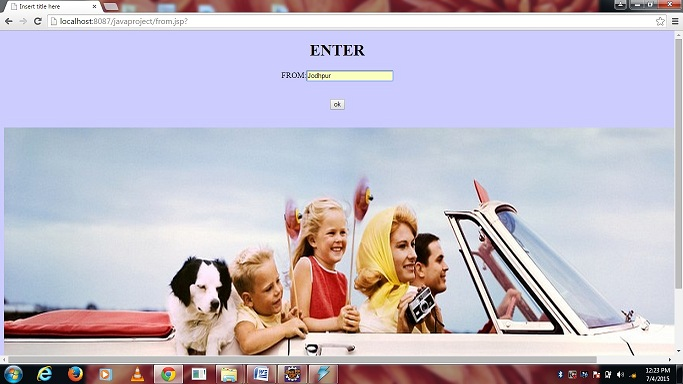 Insert title here
localhost:8087/javaproject/from.jsp?
ENTER
FROM:Jodhpur
ok
12:23 PM
7/4/2015